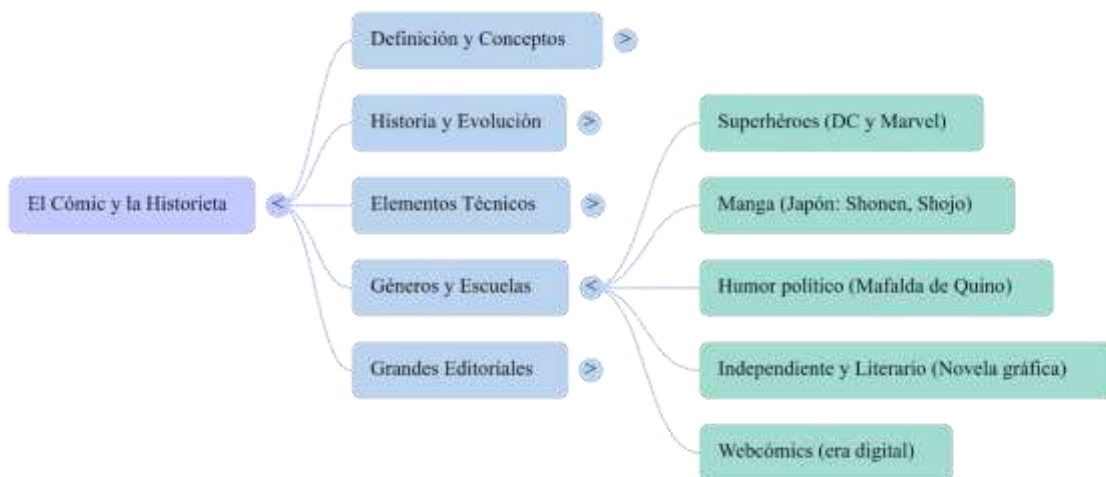 Definición y Conceptos
>
Historia y Evolución
>
Superhéroes (DC y Marvel)
El Cómic y la Historieta
<
Elementos Técnicos
>
Manga (Japón: Shonen, Shojo)
Géneros y Escuelas
<
Humor político (Mafalda de Quino)
Grandes Editoriales
>
Independiente y Literario (Novela gráfica)
Webcómics (era digital)